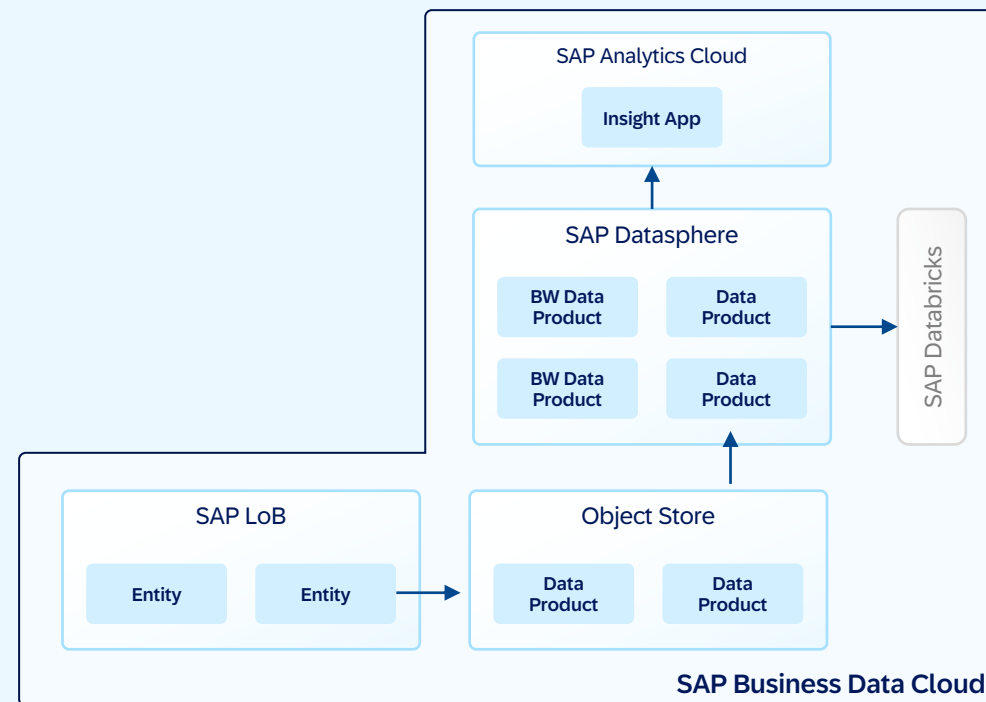 SAP Analytics Cloud
Insight App
SAP Datasphere
BW Data
Product
Data
Product
BW Data
Product
Data
Product
SAP Databricks
SAP LoB
Entity
Entity
Object Store
Data
Product
Data
Product
SAP Business Data Cloud